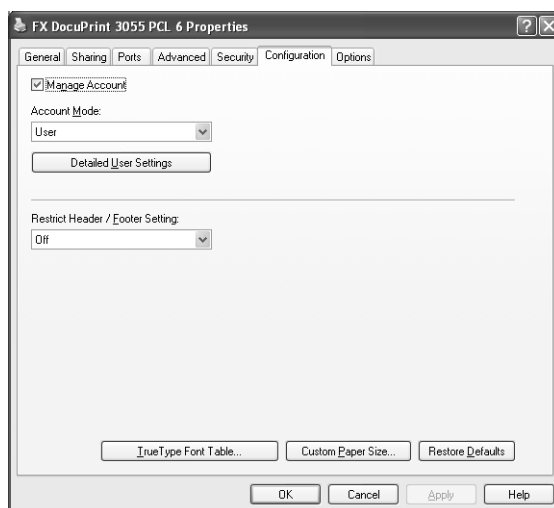 FX DocuPrint 3055 PCL 6 Properties
General Sharing Ports Advanced Security Configuration Options
Manage Account
Account Mode:
User
Detailed User Settings
Restrict Header / Footer Setting:
Off
TrueType Font Table... Custom Paper Size... Restore Defaults
OK Cancel Apply Help